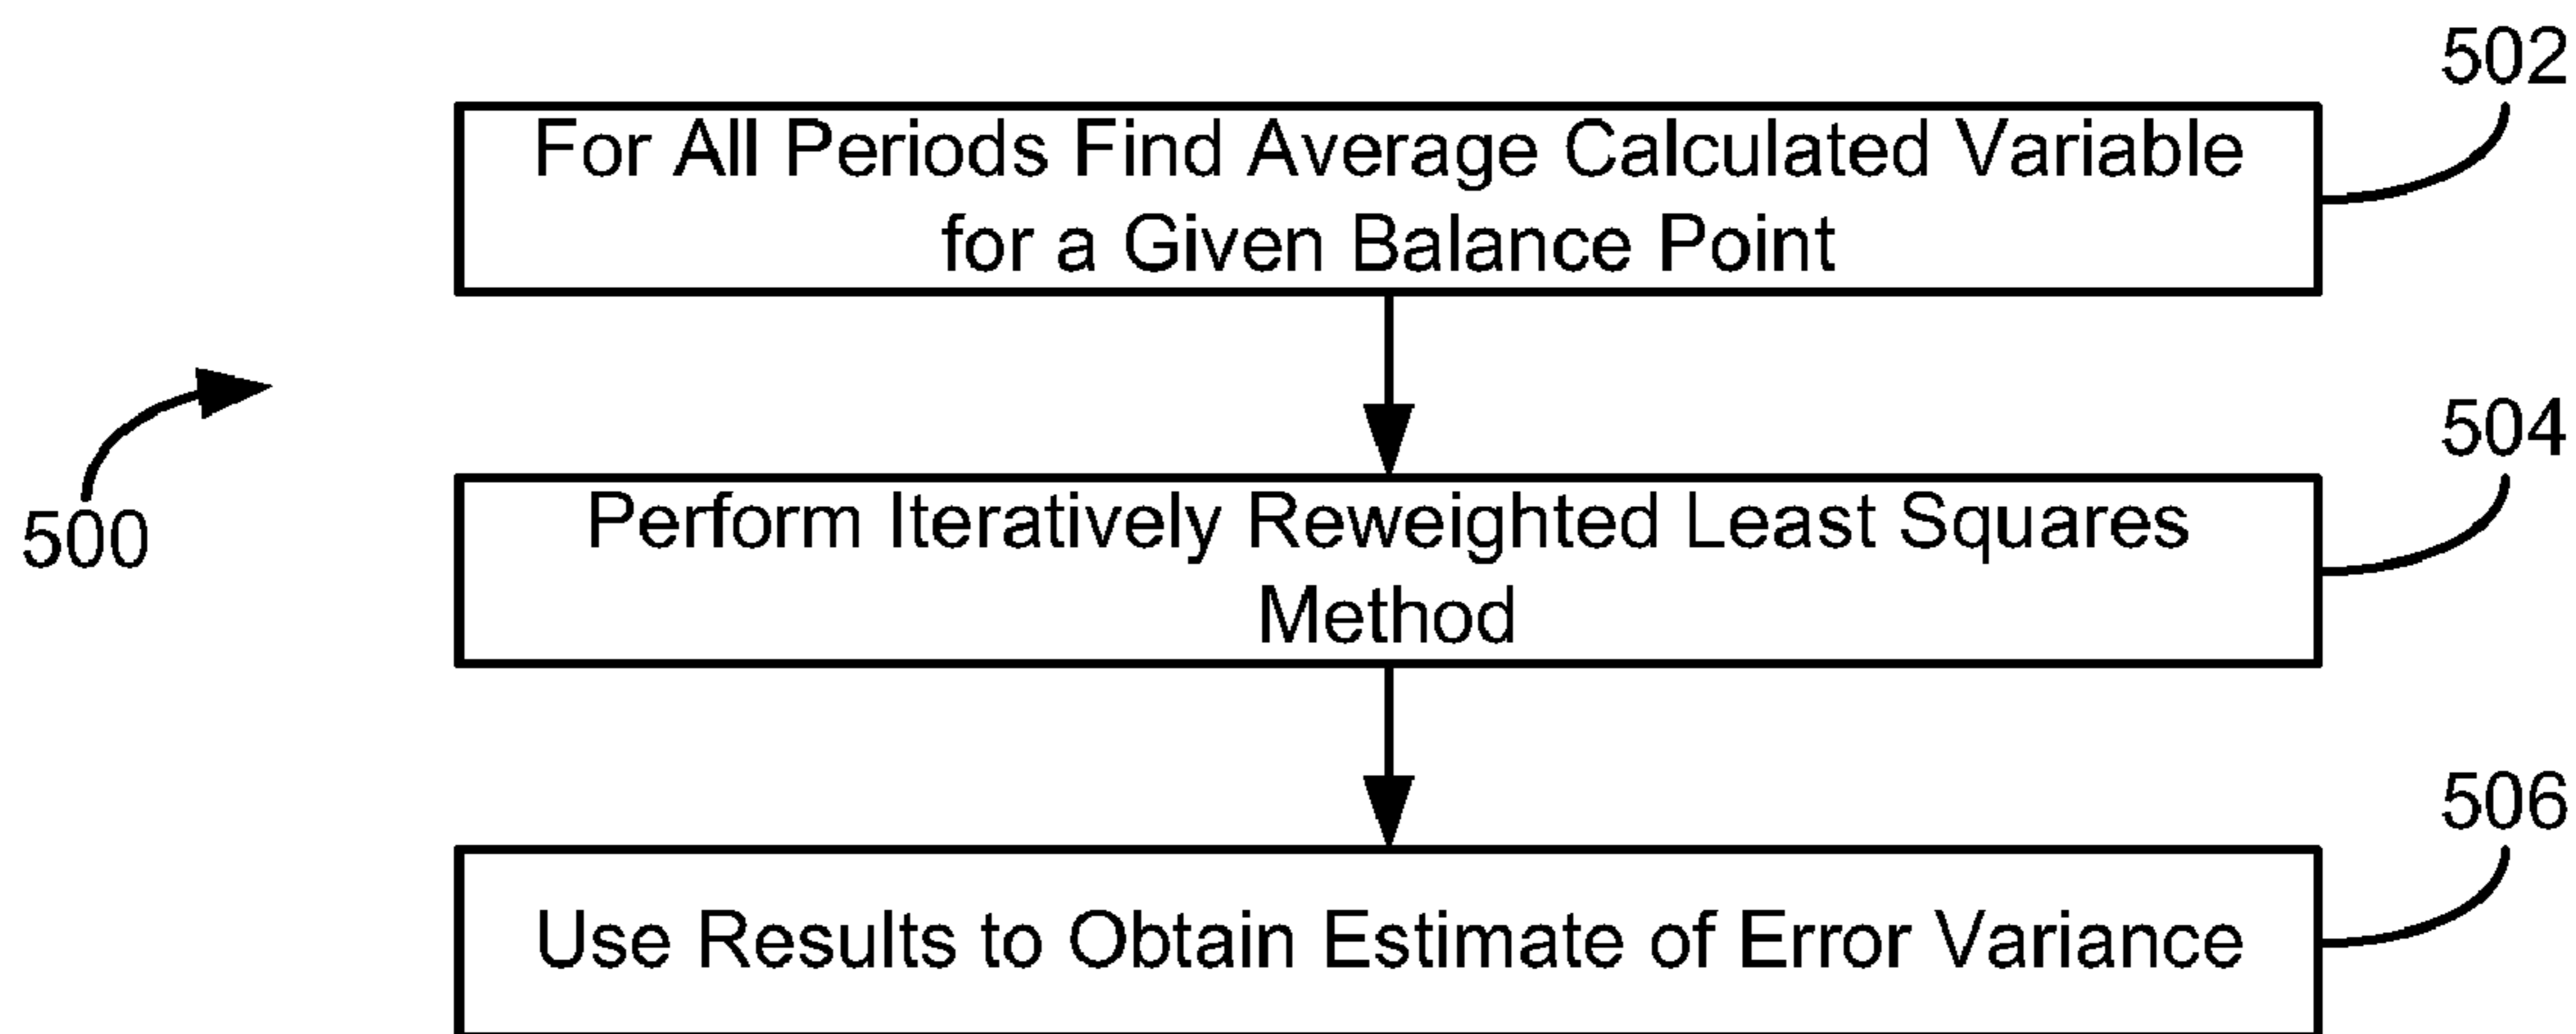 502
For All Periods Find Average Calculated Variable
for a Given Balance Point
500
504
Perform Iteratively Reweighted Least Squares
Method
506
Use Results to Obtain Estimate of Error Variance